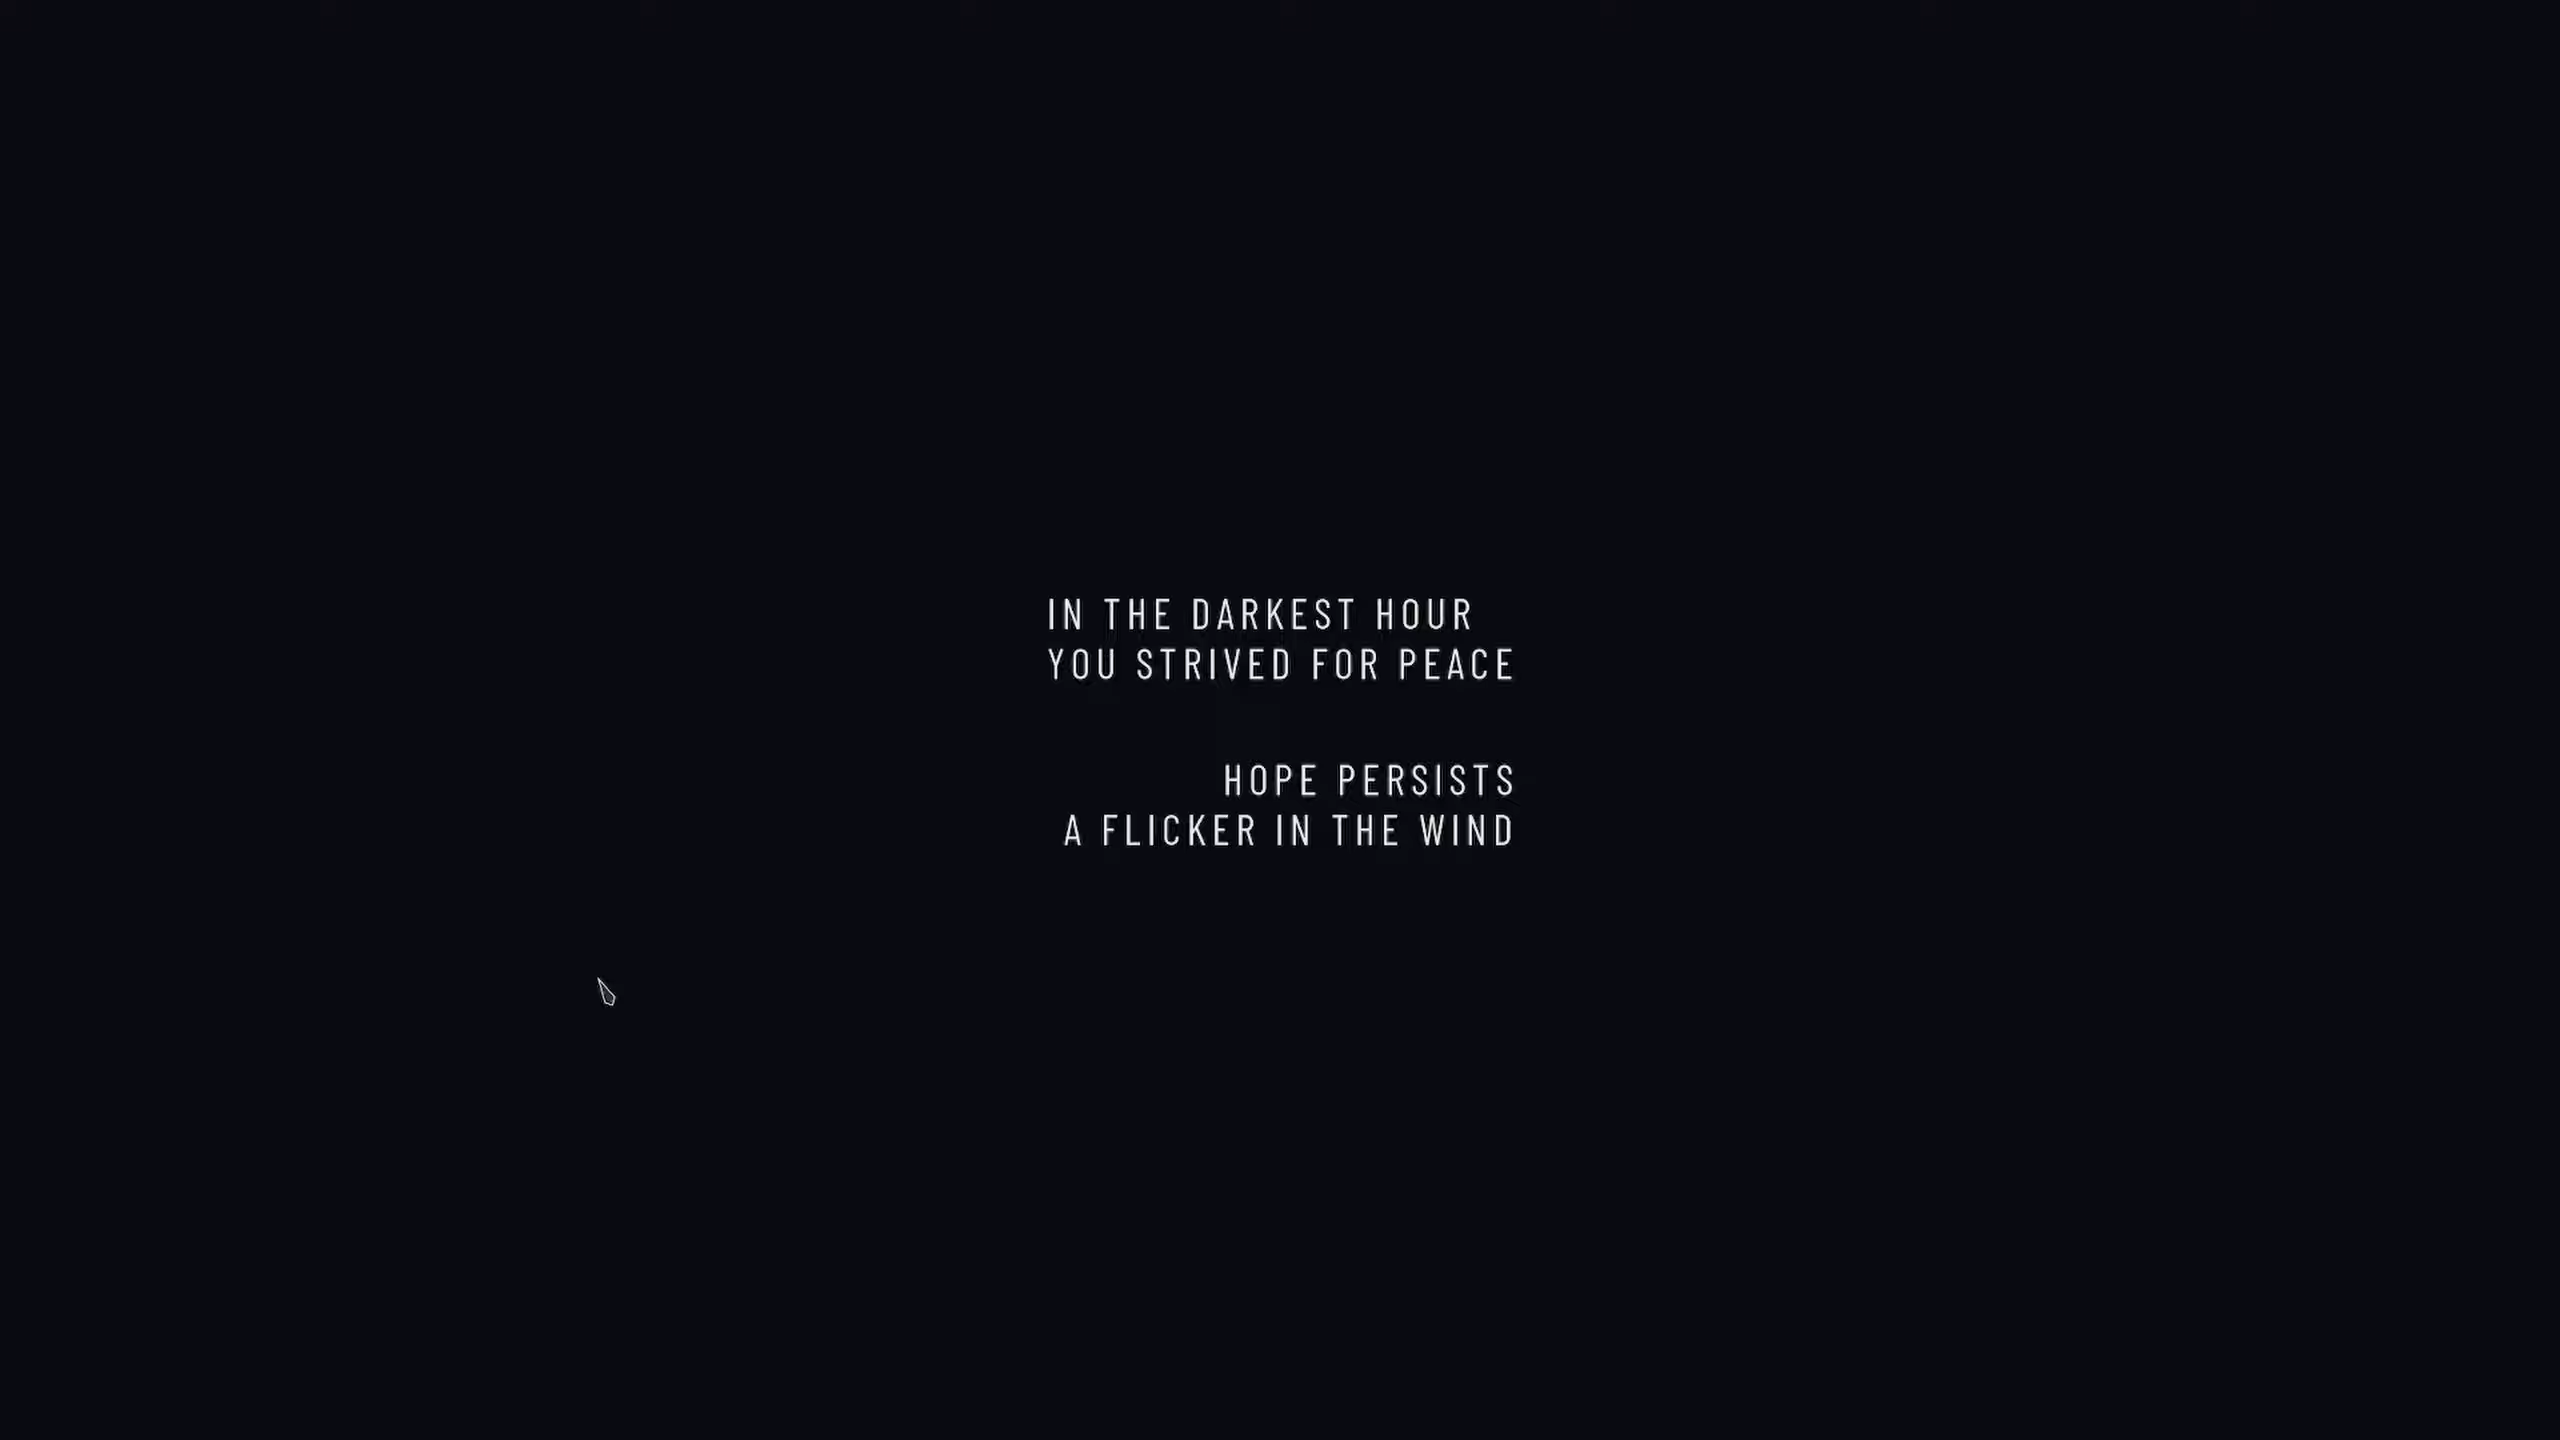 IN THE DARKEST HOUR
YOU STRIVED FOR PEACE
HOPE PERSISTS
A FLICKER IN THE WIND